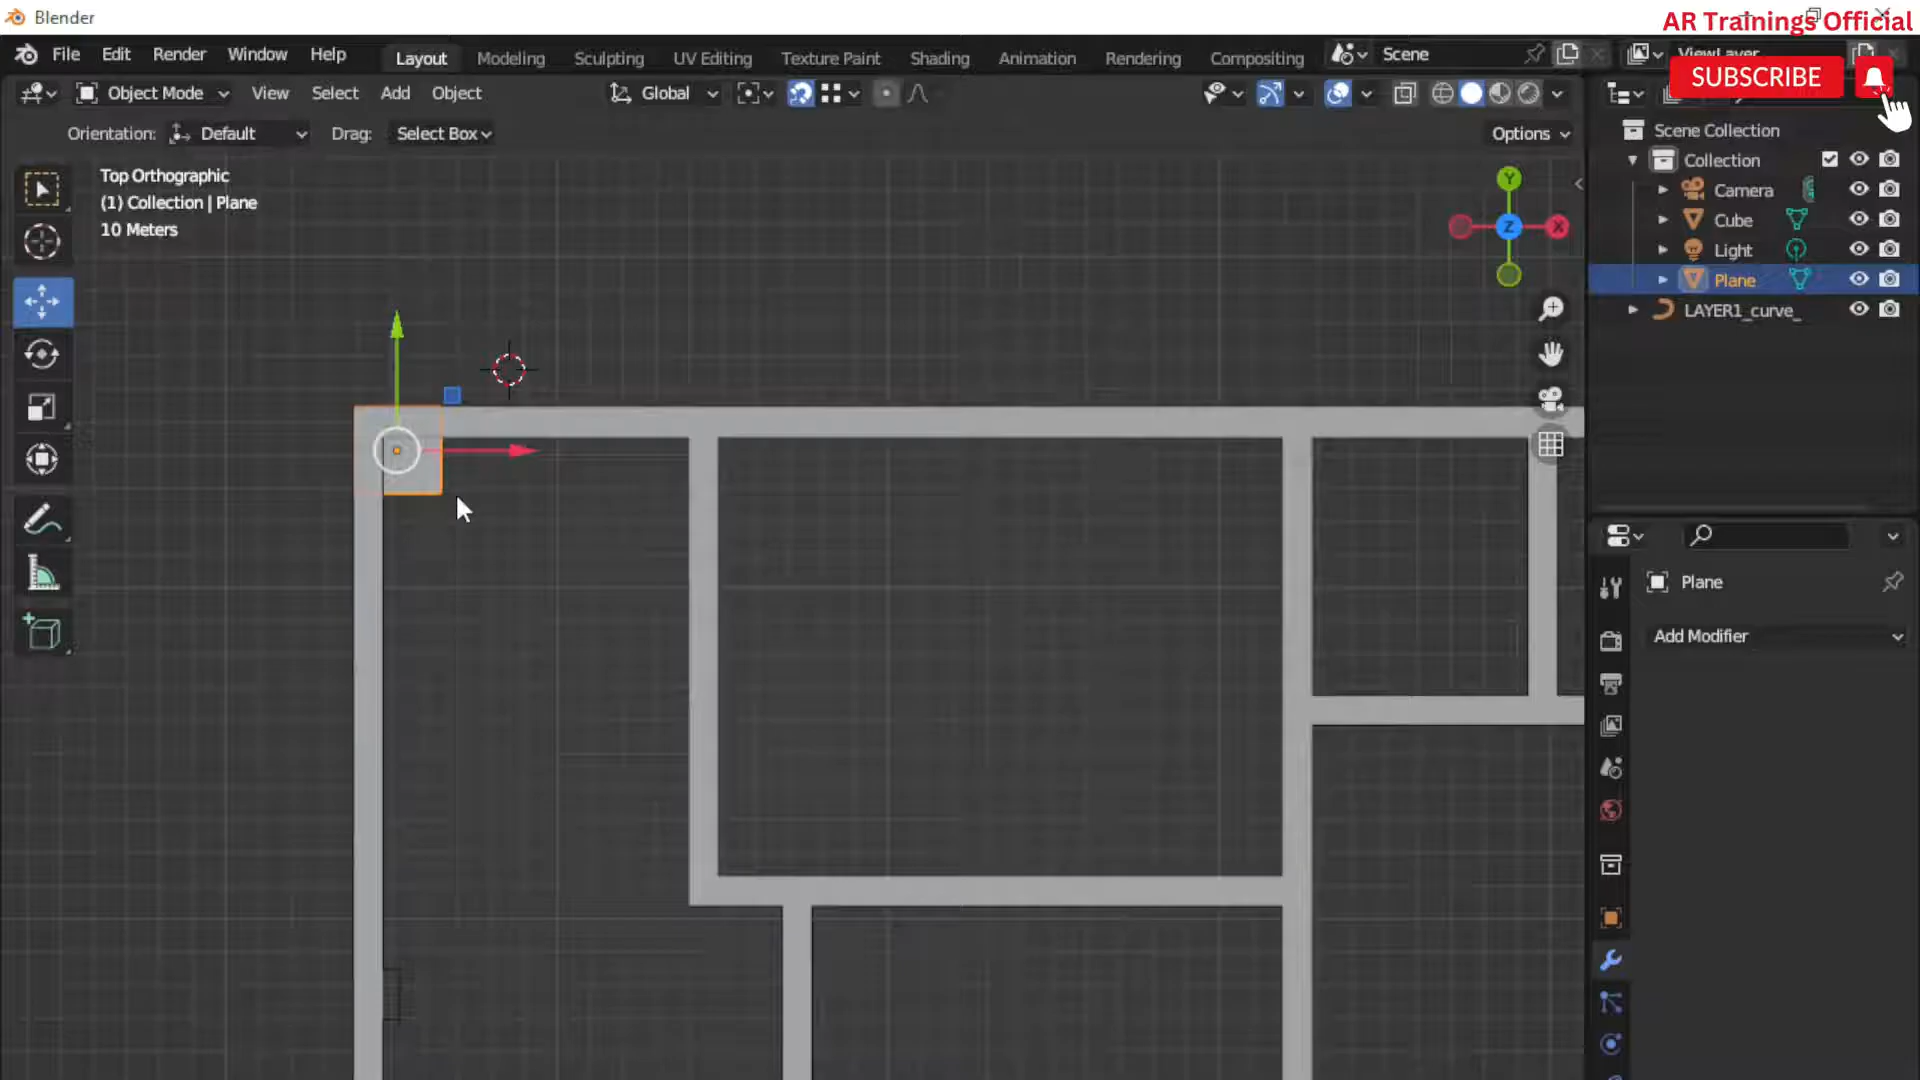 Blender
AR Trainings Official
File Edit Render Window Help Layout Modeling Sculpting UV Editing Texture Paint Shading Animation Rendering Compositing Scene ViewLayer
SUBSCRIBE
Object Mode View Select Add Object Global
Orientation: Default Drag: Select Box Options
Top Orthographic
(1) Collection | Plane
10 Meters
Y
Z
X
Scene Collection
Collection
Camera
Cube
Light
Plane
LAYER1_curve_
Plane
Add Modifier